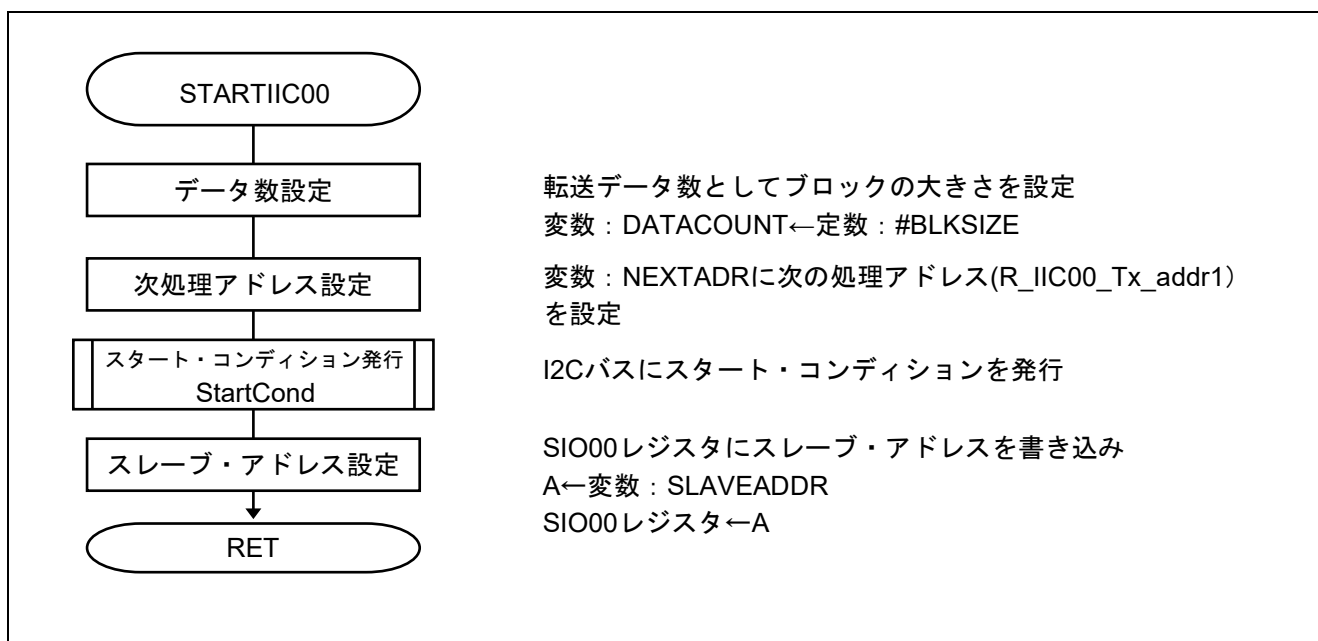 STARTIIC00
データ数設定
転送データ数としてブロックの大きさを設定
変数：DATACOUNT←定数：#BLKSIZE
次処理アドレス設定
変数：NEXTADRに次の処理アドレス(R_IIC00_Tx_addr1）
を設定
スタート・コンディション発行
StartCond
I2Cバスにスタート・コンディションを発行
スレーブ・アドレス設定
SIO00レジスタにスレーブ・アドレスを書き込み
A←変数：SLAVEADDR
SIO00レジスタ←A
RET